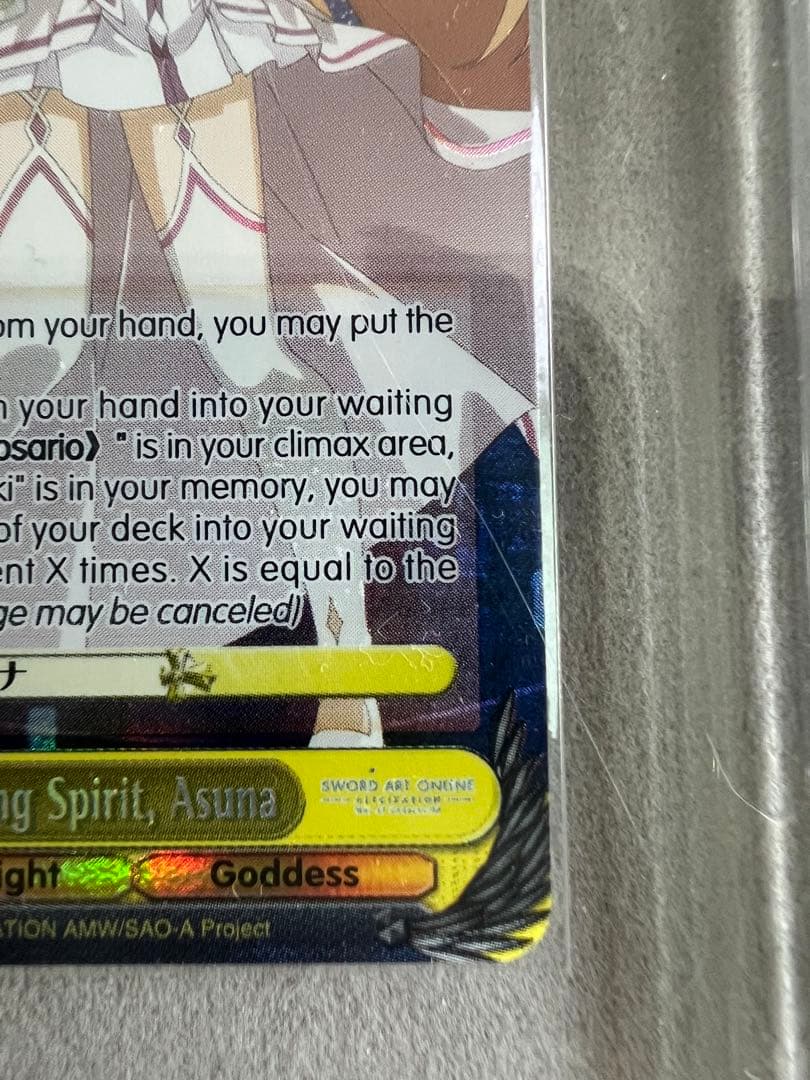 om your hand, you may put the
n your hand into your waiting
osario》 " is in your climax area,
ki" is in your memory, you may
of your deck into your waiting
ent X times. X is equal to the
ge may be canceled)
ナ
ng Spirit, Asuna
SWORD ART ONLINE
ight
Goddess
ATION AMW/SAO-A Project